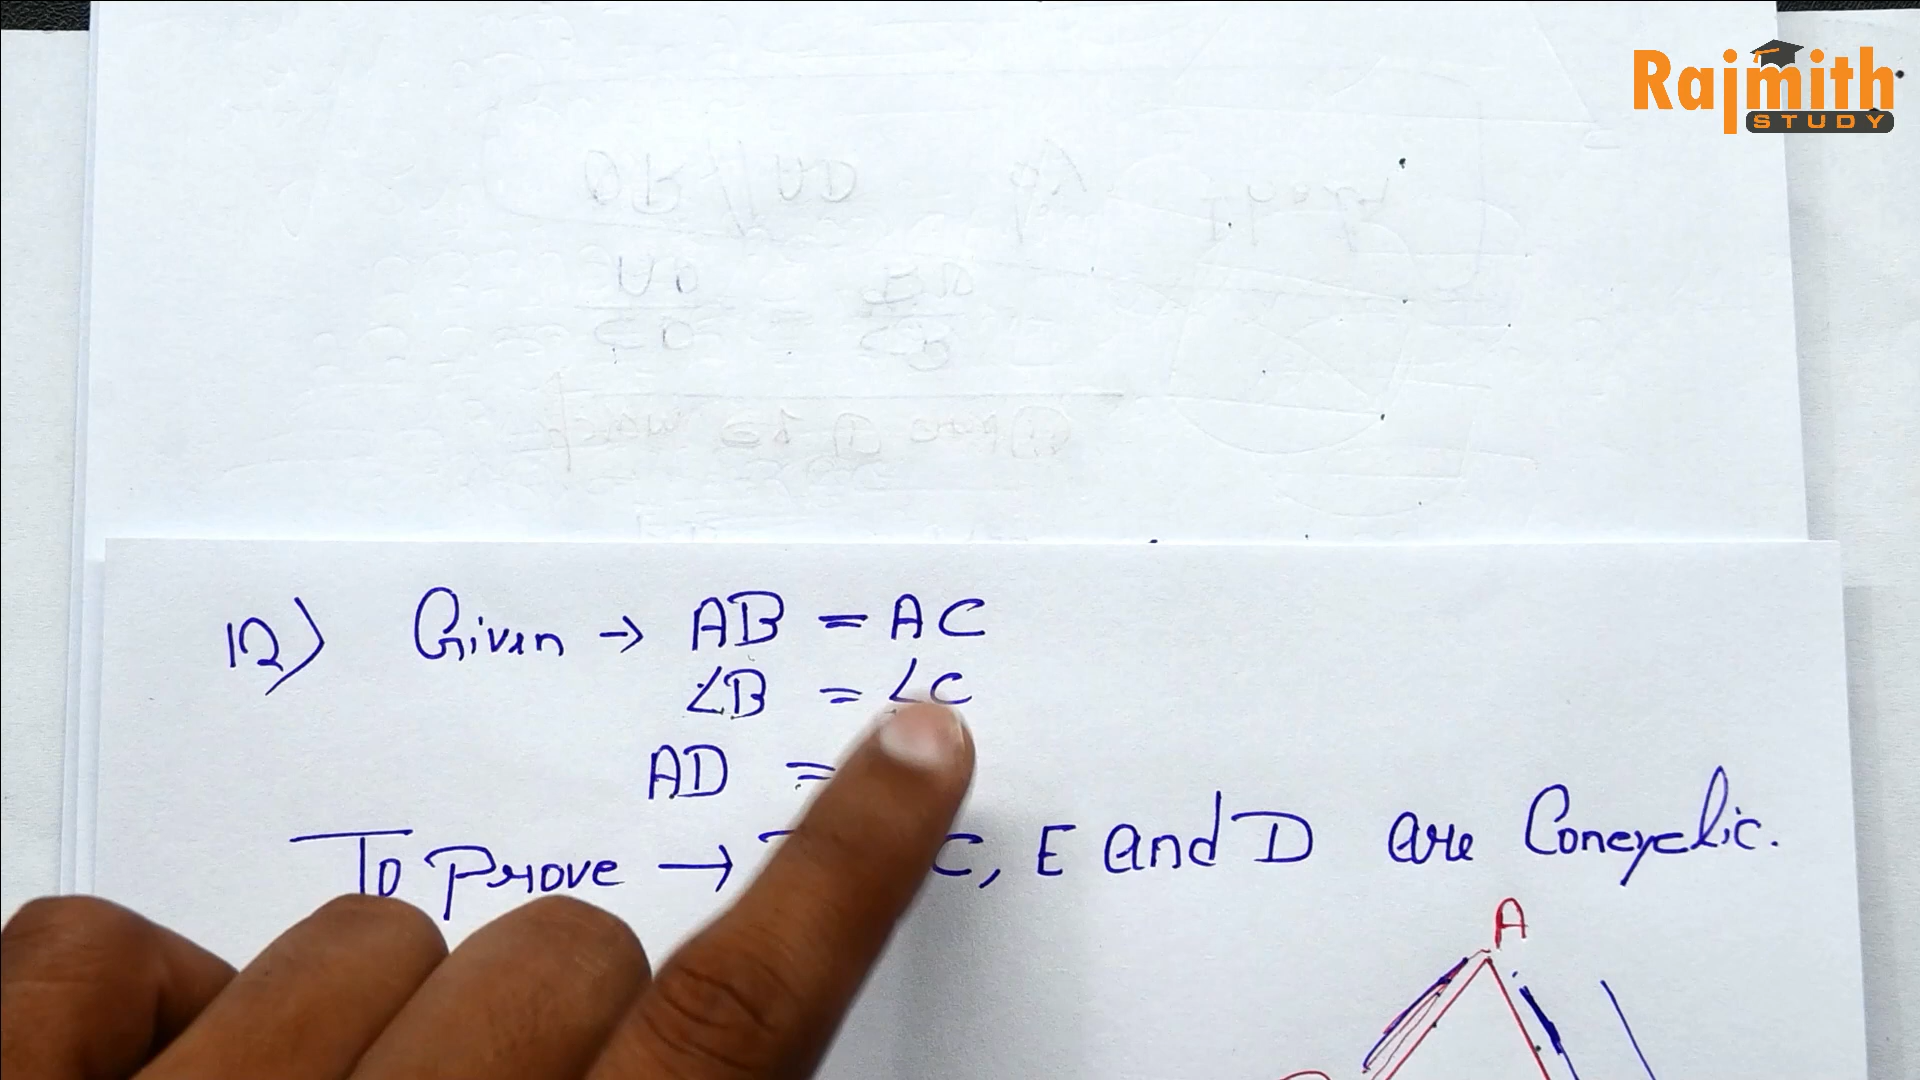 Rajmith
STUDY
12) Given → AB = AC
∠B = ∠C
AD =
To Prove → C, E and D are Concyclic.
A